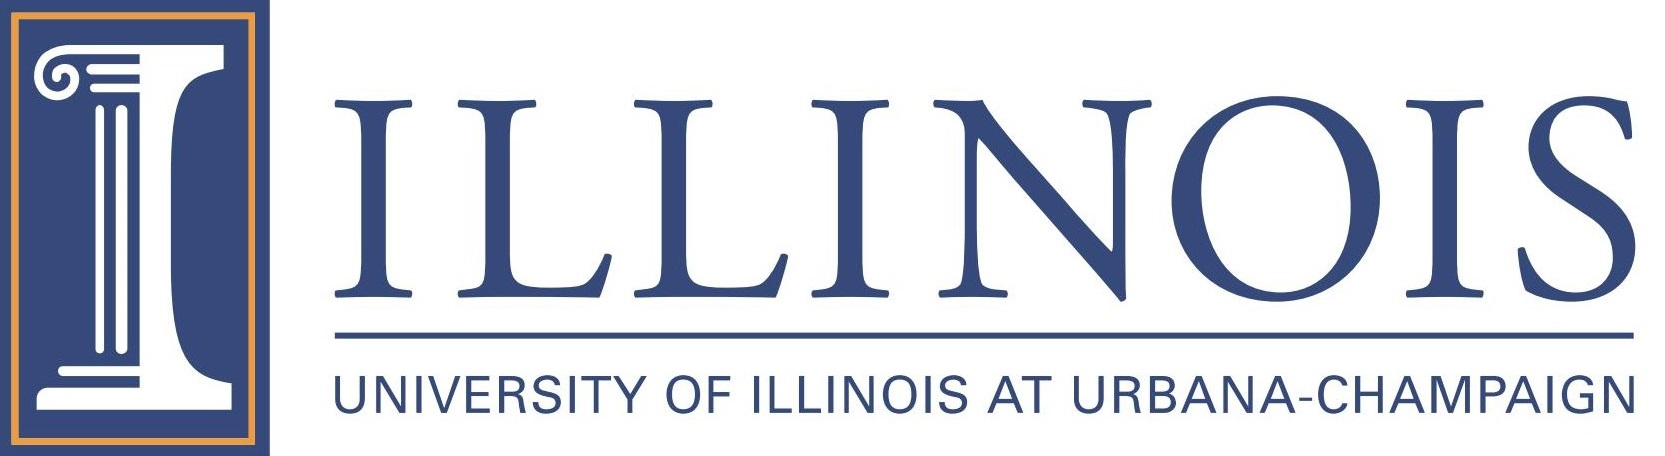 ILLINOIS
UNIVERSITY OF ILLINOIS AT URBANA-CHAMPAIGN